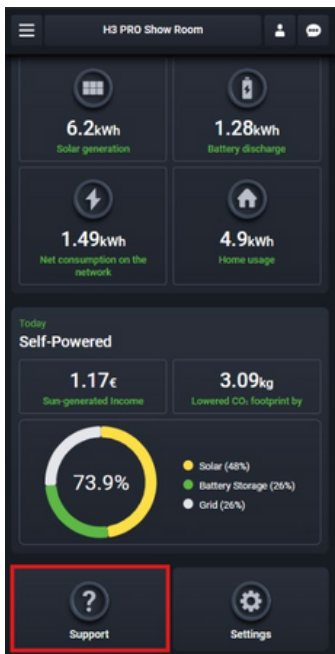 H3 PRO Show Room
6.2kWh
Solar generation
1.28kWh
Battery discharge
1.49kWh
Net consumption on the
network
4.9kWh
Home usage
Today
Self-Powered
1.17€
Sun-generated Income
3.09kg
Lowered CO₂ footprint by
73.9%
Solar (48%)
Battery Storage (26%)
Grid (26%)
?
Support
Settings